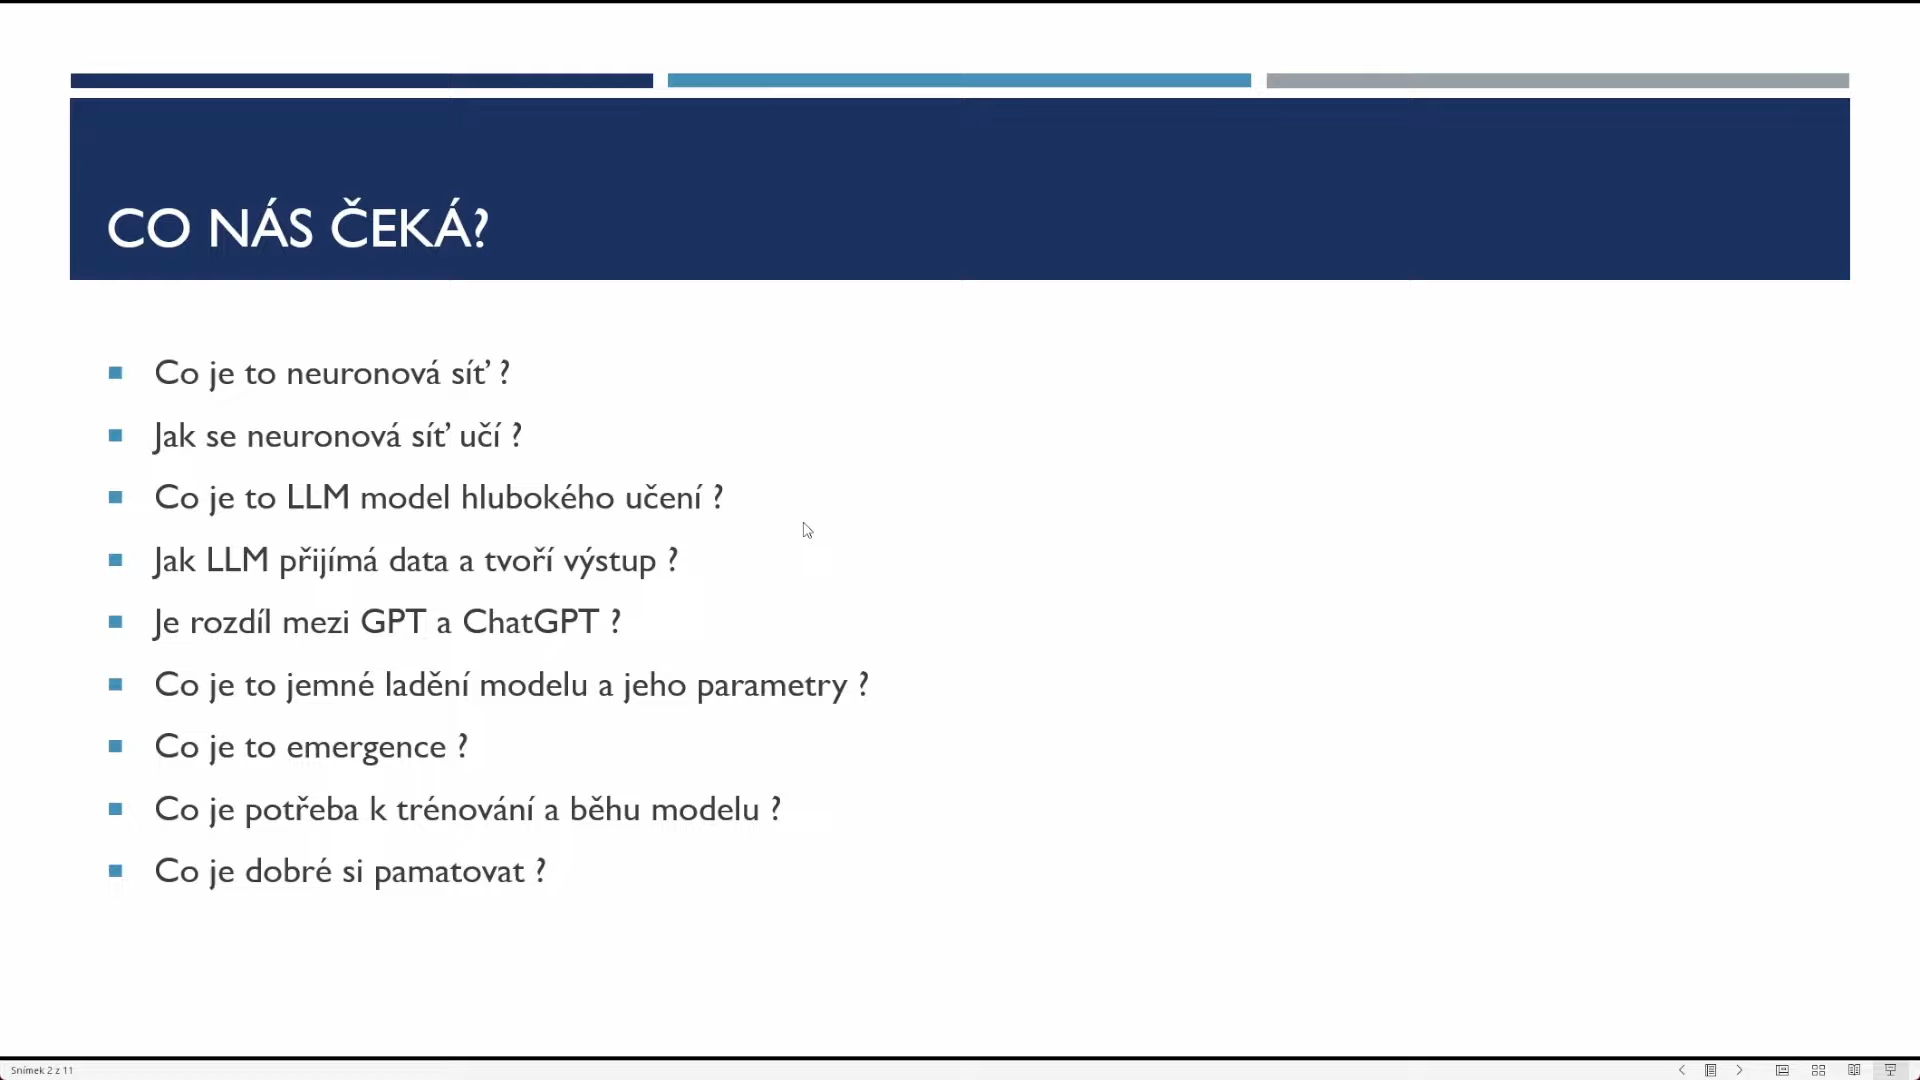 CO NÁS ČEKÁ?
Co je to neuronová síť ?
Jak se neuronová síť učí ?
Co je to LLM model hlubokého učení ?
Jak LLM přijímá data a tvoří výstup ?
Je rozdíl mezi GPT a ChatGPT ?
Co je to jemné ladění modelu a jeho parametry ?
Co je to emergence ?
Co je potřeba k trénování a běhu modelu ?
Co je dobré si pamatovat ?
Snímek 2 z 11